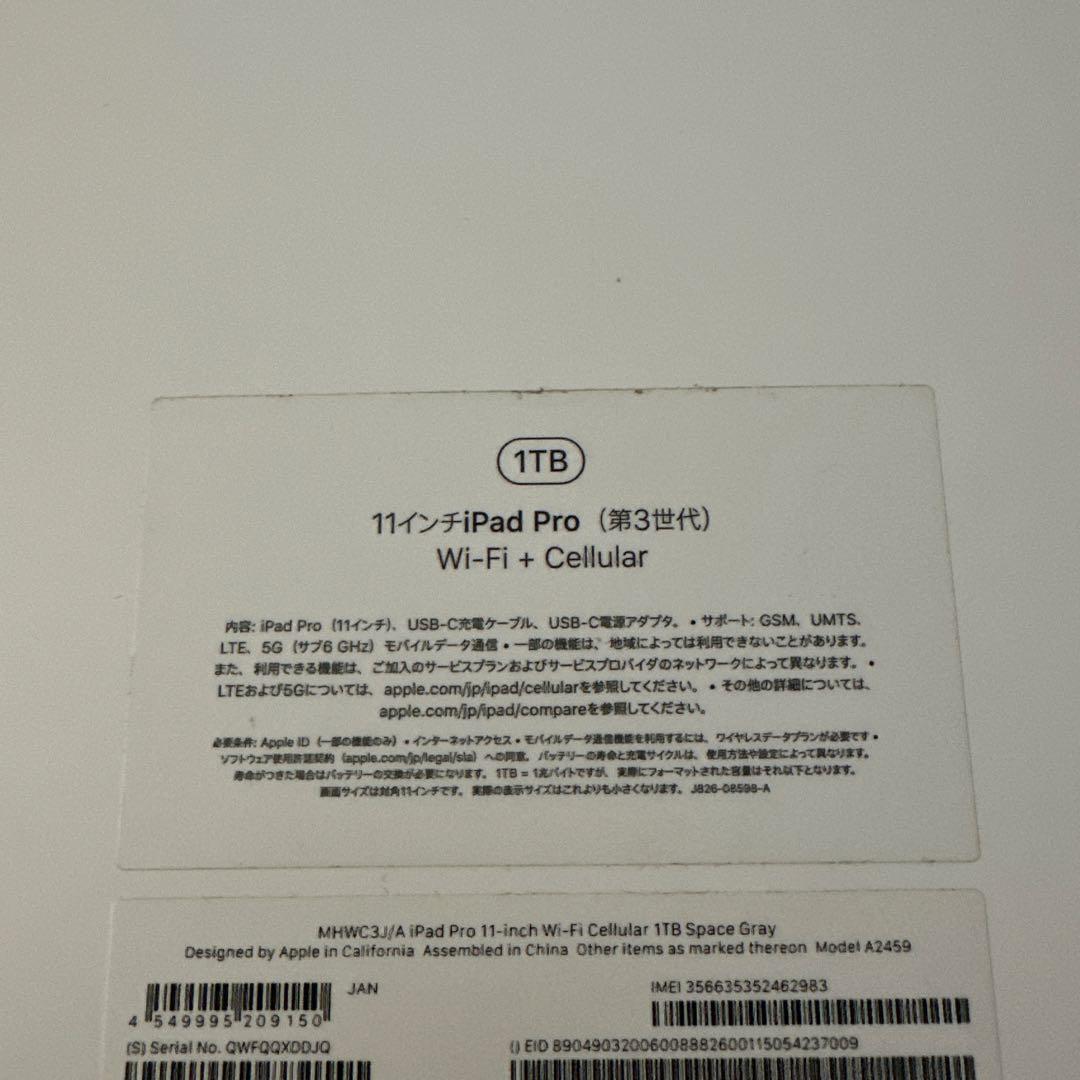 1TB
11インチiPad Pro（第3世代）
Wi-Fi + Cellular
内容: iPad Pro（11インチ）、USB-C充電ケーブル、USB-C電源アダプタ。• サポート: GSM、UMTS、
LTE、5G（サブ6 GHz）モバイルデータ通信 • 一部の機能は、地域によっては利用できないことがあります。
また、利用できる機能は、ご加入のサービスプランおよびサービスプロバイダのネットワークによって異なります。•
LTEおよび5Gについては、apple.com/jp/ipad/cellularを参照してください。• その他の詳細については、
apple.com/jp/ipad/compareを参照してください。
必要条件: Apple ID（一部の機能のみ）• インターネットアクセス • モバイルデータ通信機能を利用するには、ワイヤレスデータプランが必要です •
ソフトウェア使用許諾契約（apple.com/jp/legal/sla）への同意。バッテリーの寿命と充電サイクルは、使用方法や設定によって異なります。
寿命がつきた場合はバッテリーの交換が必要になります。1TB = 1兆バイトですが、実際にフォーマットされた容量はそれ以下となります。
画面サイズは対角11インチです。実際の表示サイズはこれよりも小さくなります。J826-08598-A
MHWC3J/A iPad Pro 11-inch Wi-Fi Cellular 1TB Space Gray
Designed by Apple in California Assembled in China Other items as marked thereon Model A2459
JAN
4 549995 209150
IMEI 356635352462983
(S) Serial No. QWFQQXDDJQ
() EID 89049032006008882600115054237009